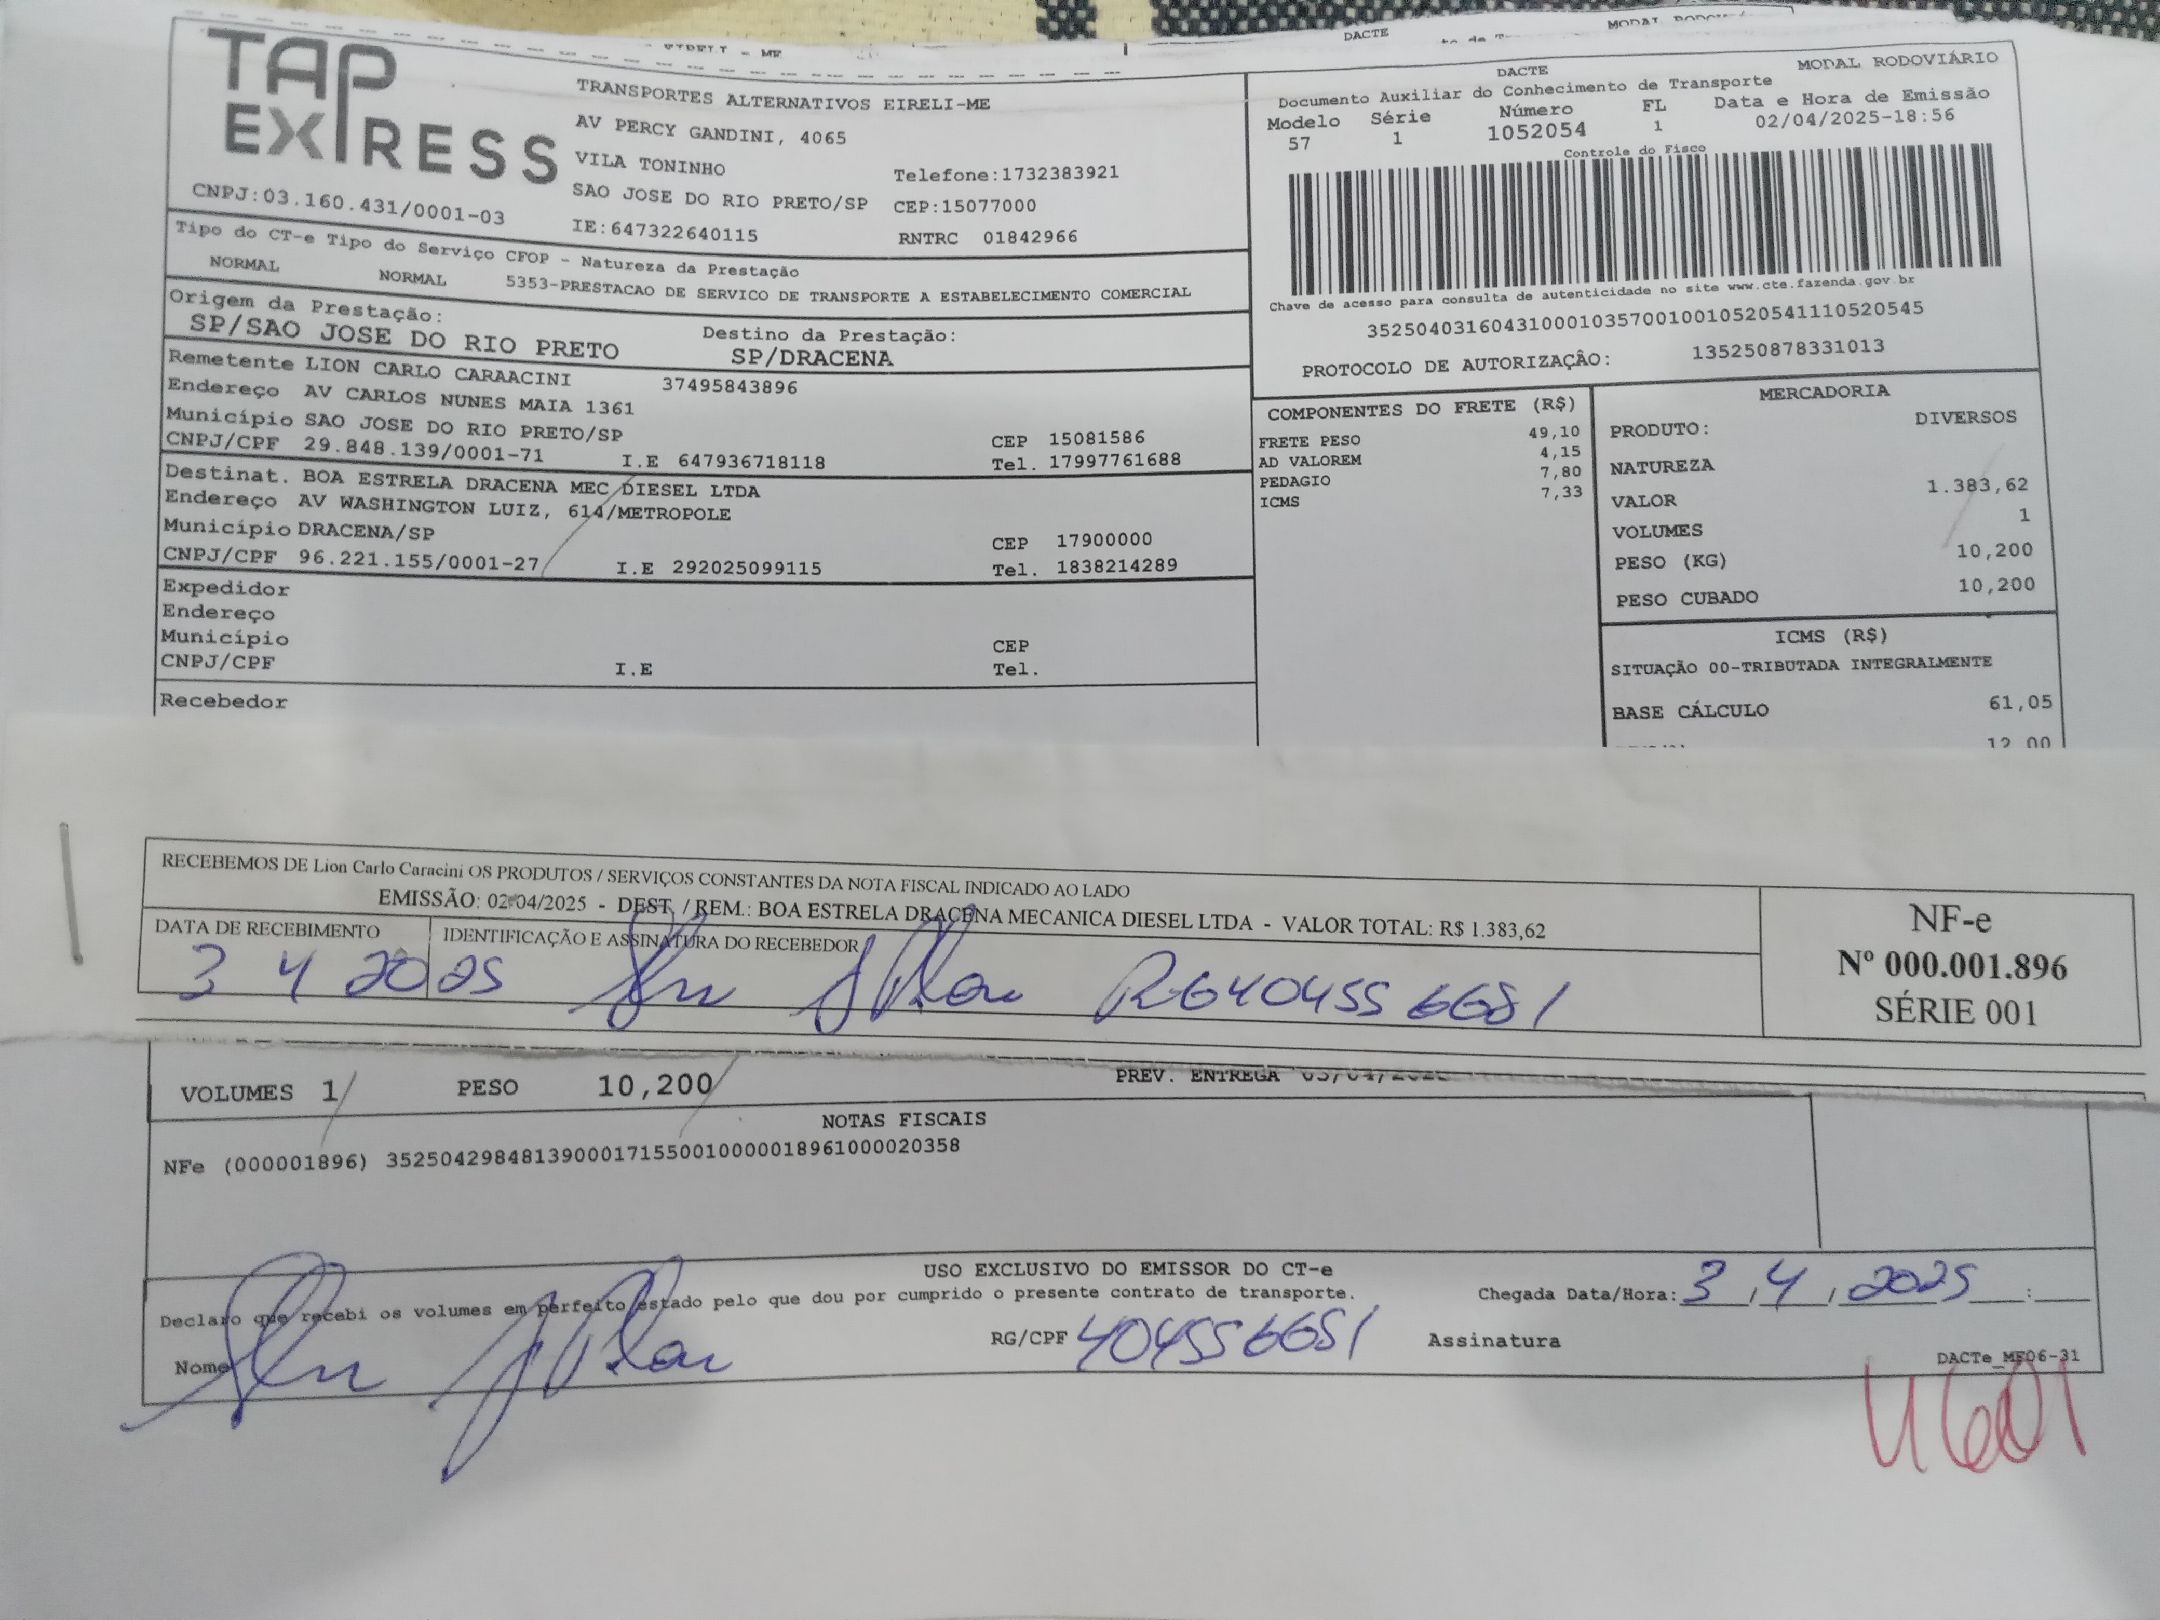 DACTE
TAP EXPRESS
CNPJ:03.160.431/0001-03
TRANSPORTES ALTERNATIVOS EIRELI-ME
AV PERCY GANDINI, 4065
VILA TONINHO Telefone:1732383921
SAO JOSE DO RIO PRETO/SP CEP:15077000
IE:647322640115 RNTRC 01842966
DACTE MODAL RODOVIÁRIO
Documento Auxiliar do Conhecimento de Transporte
Modelo Série Número FL Data e Hora de Emissão
57 1 1052054 1 02/04/2025-18:56
Controle do Fisco
Chave de acesso para consulta de autenticidade no site www.cte.fazenda.gov.br
35250403160431000103570010010520541110520545
PROTOCOLO DE AUTORIZAÇÂO: 135250878331013
Tipo do CT-e Tipo do Serviço CFOP - Natureza da Prestação
NORMAL NORMAL 5353-PRESTACAO DE SERVICO DE TRANSPORTE A ESTABELECIMENTO COMERCIAL
Origem da Prestação: Destino da Prestação:
SP/SAO JOSE DO RIO PRETO SP/DRACENA
Remetente LION CARLO CARAACINI 37495843896
Endereço AV CARLOS NUNES MAIA 1361
Município SAO JOSE DO RIO PRETO/SP CEP 15081586
CNPJ/CPF 29.848.139/0001-71 I.E 647936718118 Tel. 17997761688
Destinat. BOA ESTRELA DRACENA MEC DIESEL LTDA
Endereço AV WASHINGTON LUIZ, 614/METROPOLE
Município DRACENA/SP CEP 17900000
CNPJ/CPF 96.221.155/0001-27 I.E 292025099115 Tel. 1838214289
Expedidor
Endereço
Município CEP
CNPJ/CPF I.E Tel.
Recebedor
COMPONENTES DO FRETE (R$)
FRETE PESO 49,10
AD VALOREM 4,15
PEDAGIO 7,80
ICMS 7,33
MERCADORIA
PRODUTO: DIVERSOS
NATUREZA
VALOR 1.383,62
VOLUMES 1
PESO (KG) 10,200
PESO CUBADO 10,200
ICMS (R$)
SITUAÇÃO 00-TRIBUTADA INTEGRALMENTE
BASE CÁLCULO 61,05
12,00
RECEBEMOS DE Lion Carlo Caracini OS PRODUTOS / SERVIÇOS CONSTANTES DA NOTA FISCAL INDICADO AO LADO
EMISSÃO: 02/04/2025 - DEST. / REM.: BOA ESTRELA DRACENA MECANICA DIESEL LTDA - VALOR TOTAL: R$ 1.383,62
DATA DE RECEBIMENTO IDENTIFICAÇÃO E ASSINATURA DO RECEBEDOR
3 4 2025 RG404556651
NF-e
Nº 000.001.896
SÉRIE 001
VOLUMES 1 PESO 10,200 PREV. ENTREGA
NOTAS FISCAIS
NFe (000001896) 35250429848139000171550010000018961000020358
USO EXCLUSIVO DO EMISSOR DO CT-e
Declaro que recebi os volumes em perfeito estado pelo que dou por cumprido o presente contrato de transporte.
Chegada Data/Hora: 3 / 4 / 2025 :
Nome RG/CPF 404556651 Assinatura
DACTe_MF06-31
4601